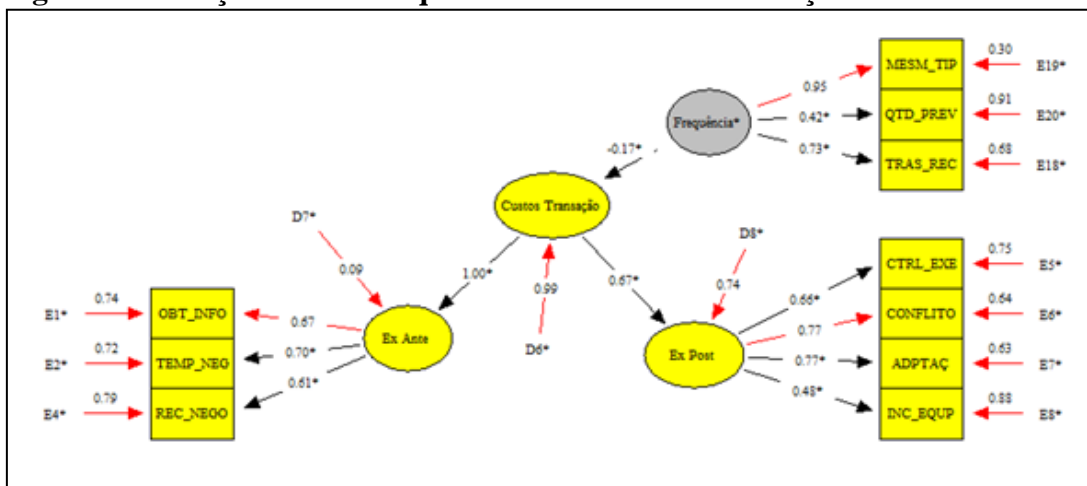 MESM_TIP
0.30
E19*
0.95
Frequência*
0.42*
QTD_PREV
0.91
E20*
0.73*
TRAS_REC
0.68
E18*
-0.17*
Custos Transação
D7*
D8*
0.09
1.00*
0.99
0.67*
0.74
D6*
E1*
0.74
OBT_INFO
0.67
Ex Ante
E2*
0.72
TEMP_NEG
0.70*
E4*
0.79
REC_NEGO
0.61*
Ex Post
0.66*
CTRL_EXE
0.75
E5*
0.77
CONFLITO
0.64
E6*
0.77*
ADPTAÇ
0.63
E7*
0.48*
INC_EQUP
0.88
E8*